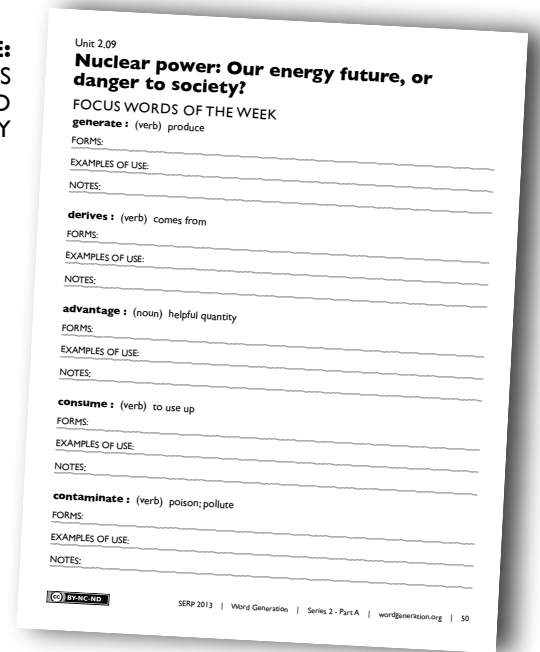 E:
S
D
Y
Unit 2.09
Nuclear power: Our energy future, or
danger to society?
FOCUS WORDS OF THE WEEK
generate : (verb) produce
FORMS:
EXAMPLES OF USE:
NOTES:
derives : (verb) comes from
FORMS:
EXAMPLES OF USE:
NOTES:
advantage : (noun) helpful quantity
FORMS:
EXAMPLES OF USE:
NOTES:
consume : (verb) to use up
FORMS:
EXAMPLES OF USE:
NOTES:
contaminate : (verb) poison; pollute
FORMS:
EXAMPLES OF USE:
NOTES:
cc BY-NC-ND SERP 2013 | Word Generation | Series 2 - Part A | wordgeneration.org | 50